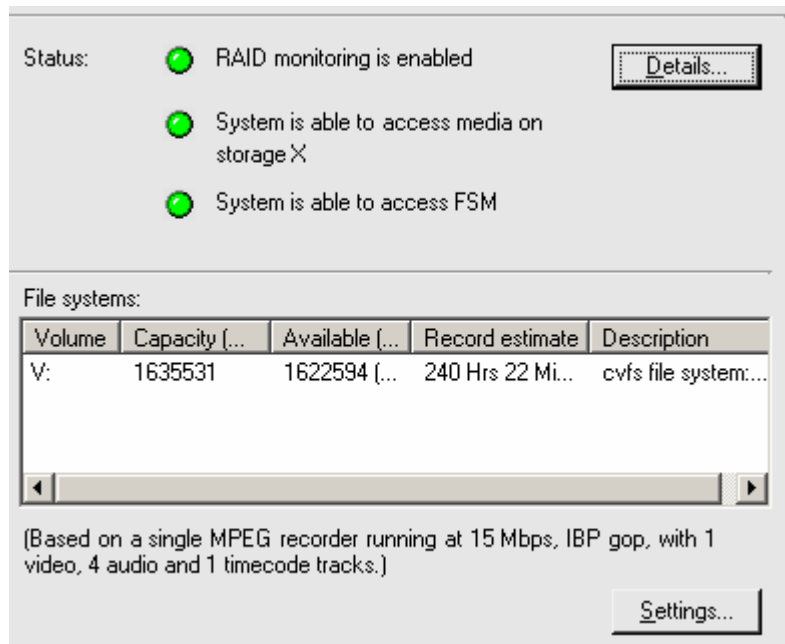 Status:
RAID monitoring is enabled
Details...
System is able to access media on
storage X
System is able to access FSM
File systems:
Volume Capacity (... Available (... Record estimate Description
V: 1635531 1622594 (... 240 Hrs 22 Mi... cvfs file system:...
(Based on a single MPEG recorder running at 15 Mbps, IBP gop, with 1
video, 4 audio and 1 timecode tracks.)
Settings...